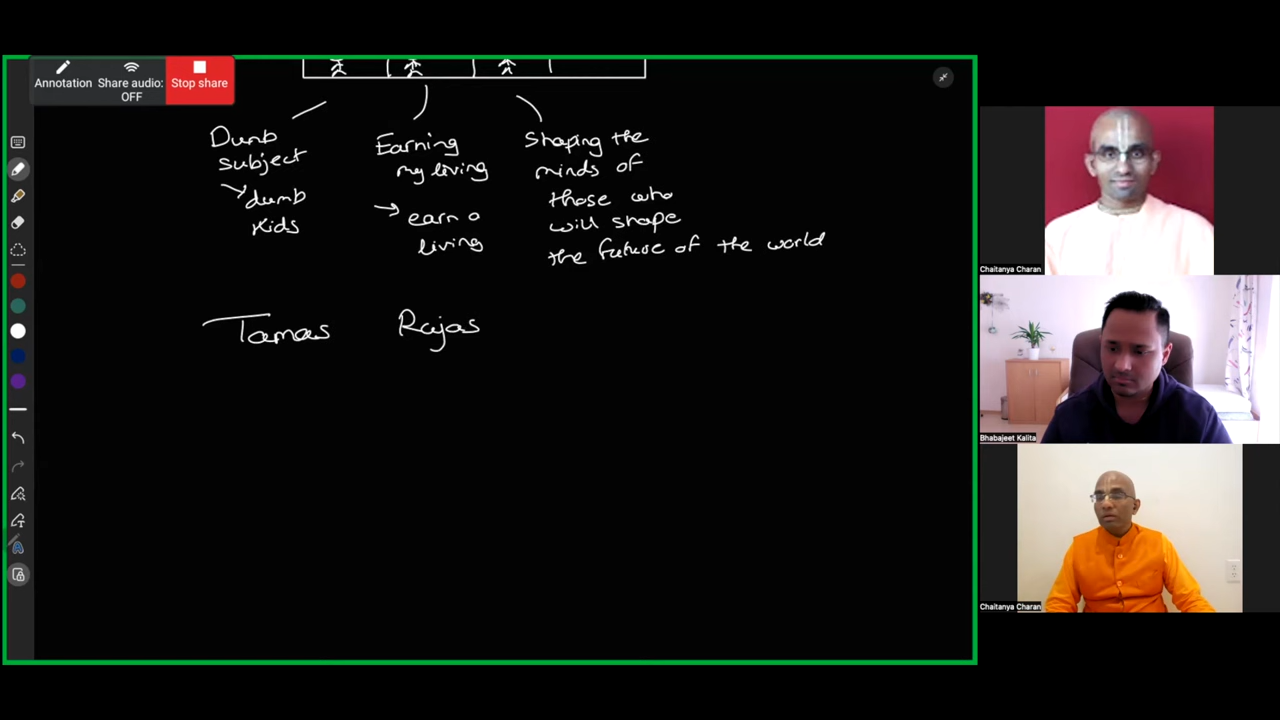 Annotation
Share audio:
OFF
Stop share
Dumb
subject
→ dumb
kids
Earning
my living
→ earn a
living
Shaping the
minds of
those who
will shape
the future of the world
Tamas
Rajas
Chaitanya Charan
Bhabajeet Kalita
Chaitanya Charan